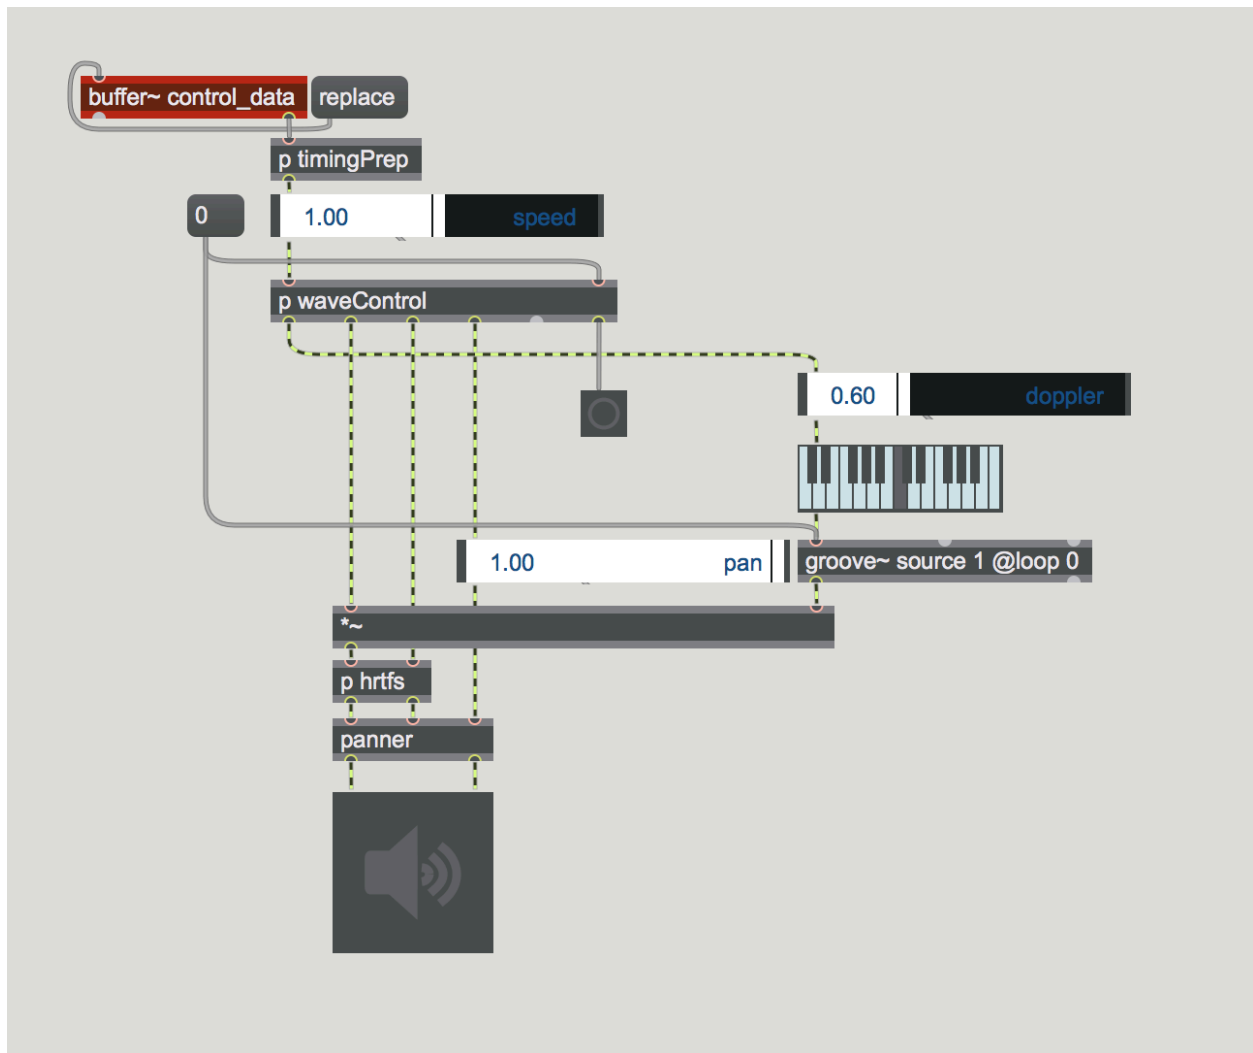 buffer~ control_data
replace
p timingPrep
0
1.00
speed
p waveControl
0.60
doppler
1.00
pan
groove~ source 1 @loop 0
*~
p hrtfs
panner